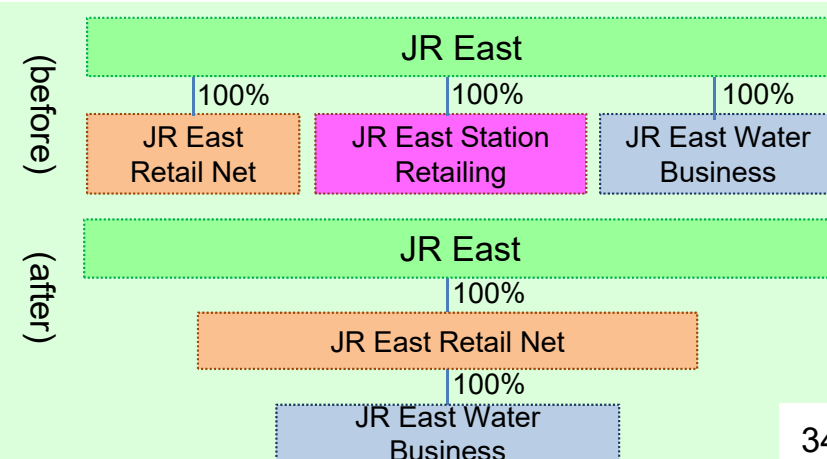 (before)
JR East
100%
100%
100%
JR East
Retail Net
JR East Station
Retailing
JR East Water
Business
(after)
JR East
100%
JR East Retail Net
100%
JR East Water
Business
34